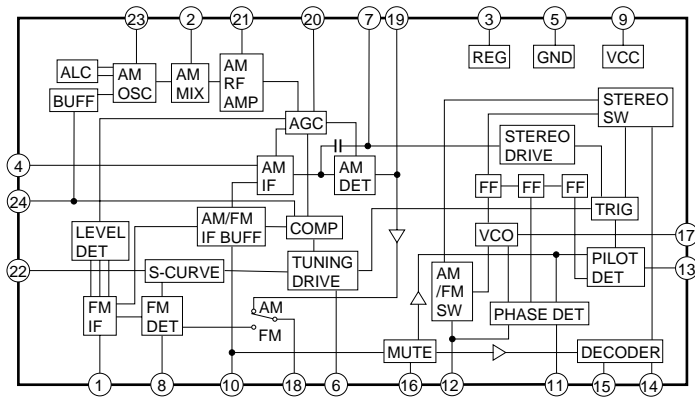 23 2 21 20 7 19 3 5 9
ALC
AM
OSC
AM
MIX
AM
RF
AMP
REG
GND
VCC
BUFF
AGC
STEREO
SW
STEREO
DRIVE
4
AM
IF
AM
DET
FF
FF
FF
24
AM/FM
IF BUFF
COMP
TRIG
LEVEL
DET
VCO
17
22
S-CURVE
TUNING
DRIVE
AM
/FM
SW
PILOT
DET
13
FM
IF
FM
DET
AM
FM
PHASE DET
MUTE
DECODER
1 8 10 18 6 16 12 11 15 14